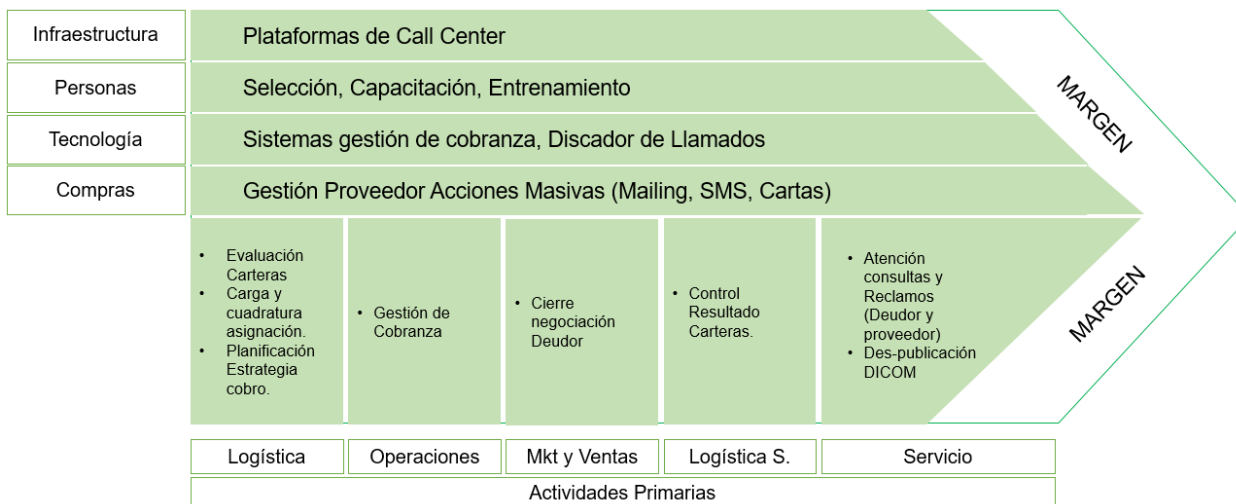 Infraestructura
Plataformas de Call Center
Personas
Selección, Capacitación, Entrenamiento
Tecnología
Sistemas gestión de cobranza, Discador de Llamados
Compras
Gestión Proveedor Acciones Masivas (Mailing, SMS, Cartas)
MARGEN
MARGEN
• Evaluación
Carteras
• Carga y
cuadratura
asignación.
• Planificación
Estrategia
cobro.
• Gestión de
Cobranza
• Cierre
negociación
Deudor
• Control
Resultado
Carteras.
• Atención
consultas y
Reclamos
(Deudor y
proveedor)
• Des-publicación
DICOM
Logística
Operaciones
Mkt y Ventas
Logística S.
Servicio
Actividades Primarias